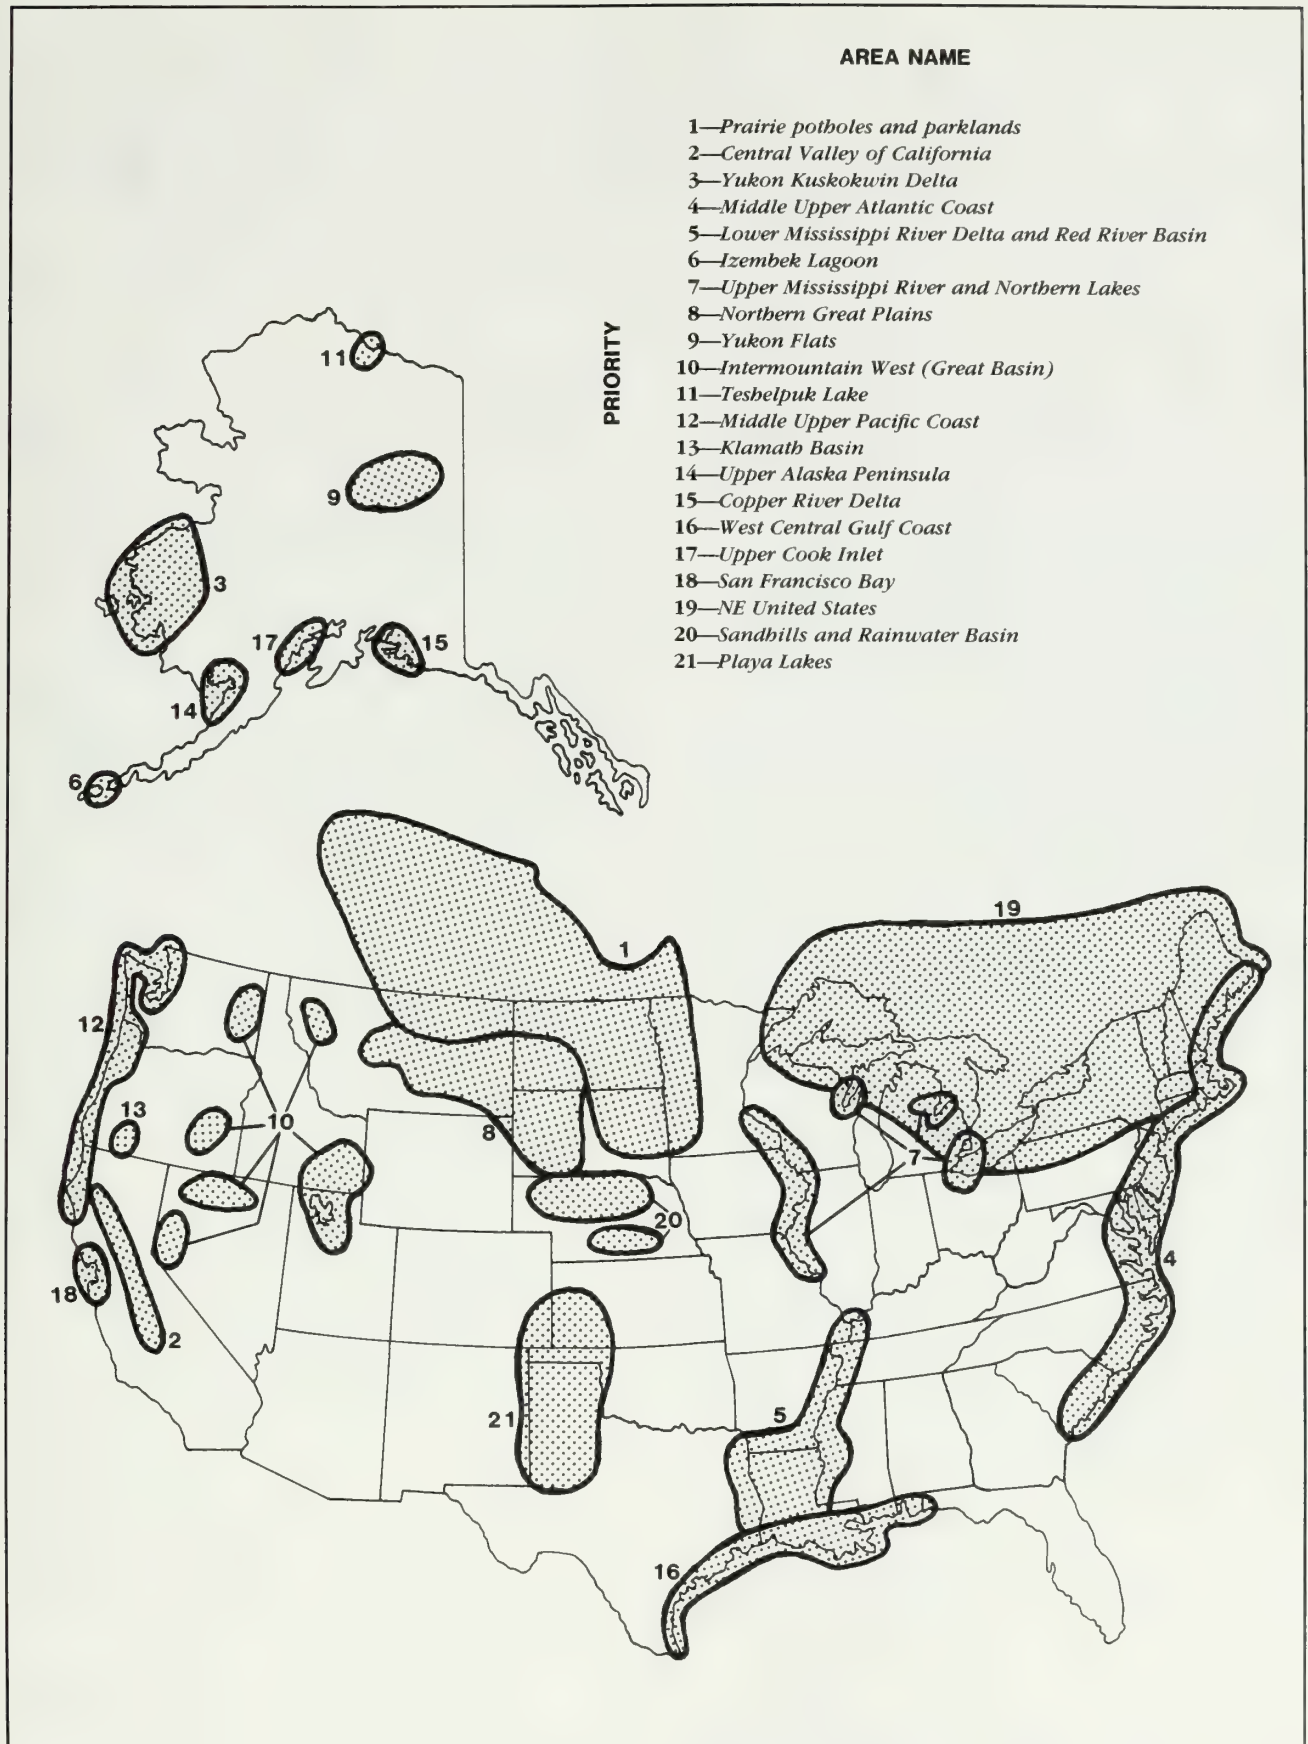 AREA NAME
PRIORITY
1—Prairie potholes and parklands
2—Central Valley of California
3—Yukon Kuskokwin Delta
4—Middle Upper Atlantic Coast
5—Lower Mississippi River Delta and Red River Basin
6—Izembek Lagoon
7—Upper Mississippi River and Northern Lakes
8—Northern Great Plains
9—Yukon Flats
10—Intermountain West (Great Basin)
11—Teshelpuk Lake
12—Middle Upper Pacific Coast
13—Klamath Basin
14—Upper Alaska Peninsula
15—Copper River Delta
16—West Central Gulf Coast
17—Upper Cook Inlet
18—San Francisco Bay
19—NE United States
20—Sandhills and Rainwater Basin
21—Playa Lakes
11
9
3
17
15
14
6
19
1
12
13
10
8
7
20
4
18
2
21
5
16